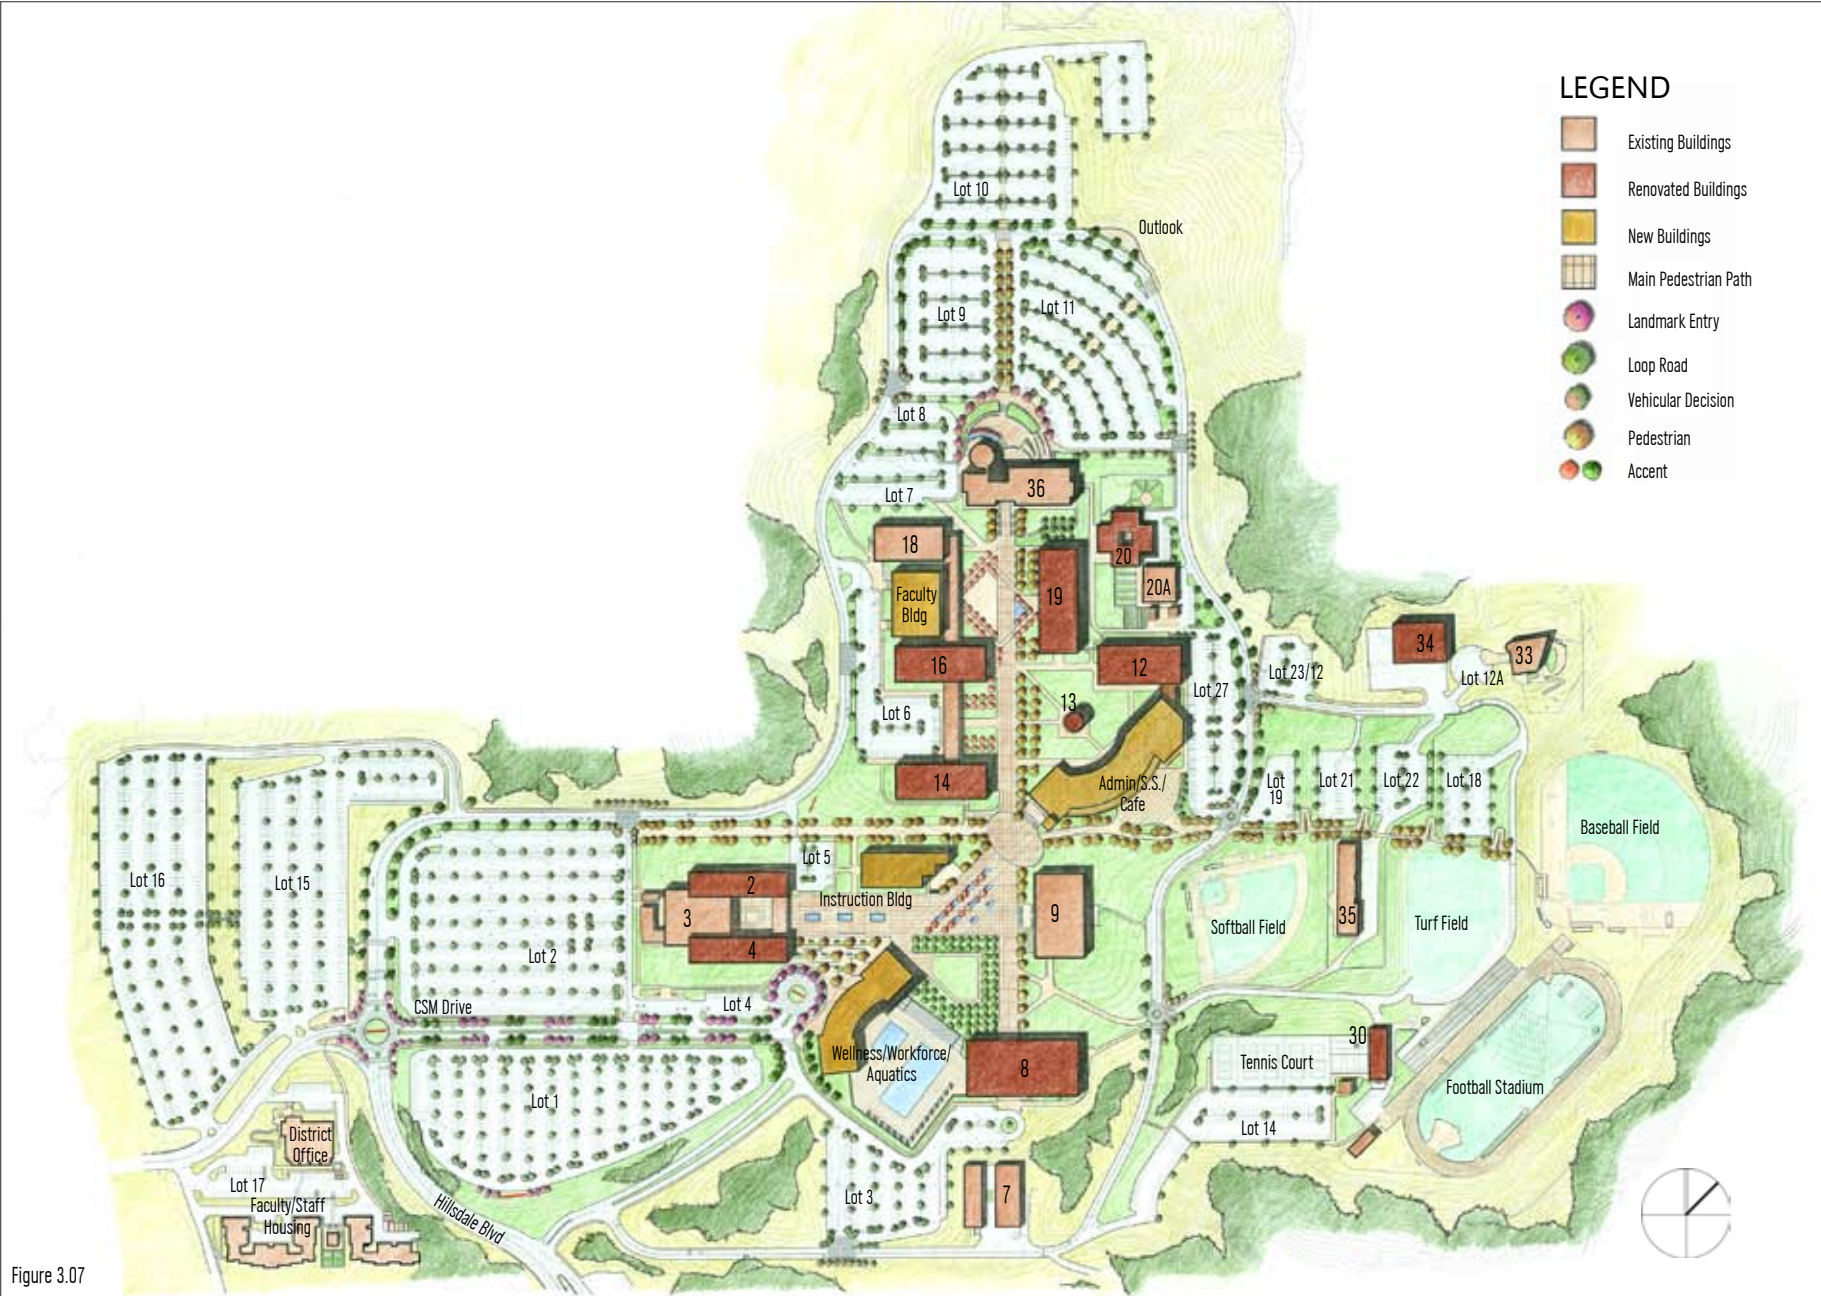 LEGEND
Existing Buildings
Renovated Buildings
New Buildings
Main Pedestrian Path
Landmark Entry
Loop Road
Vehicular Decision
Pedestrian
Accent
Lot 10
Outlook
Lot 9
Lot 11
Lot 8
Lot 7
36
18
20
Faculty
Bldg
19
20A
16
12
34
33
Lot 23/12
Lot 12A
Lot 27
13
Lot 6
14
Admin/S.S./
Cafe
Lot
19
Lot 21
Lot 22
Lot 18
Baseball Field
Lot 16
Lot 15
Lot 5
2
Instruction Bldg
3
4
9
35
Softball Field
Turf Field
Lot 2
CSM Drive
Lot 4
Wellness/Workforce/
Aquatics
8
30
Tennis Court
Football Stadium
Lot 1
Lot 14
District
Office
Lot 17
Faculty/Staff
Housing
Hillsdale Blvd
Lot 3
7
Figure 3.07